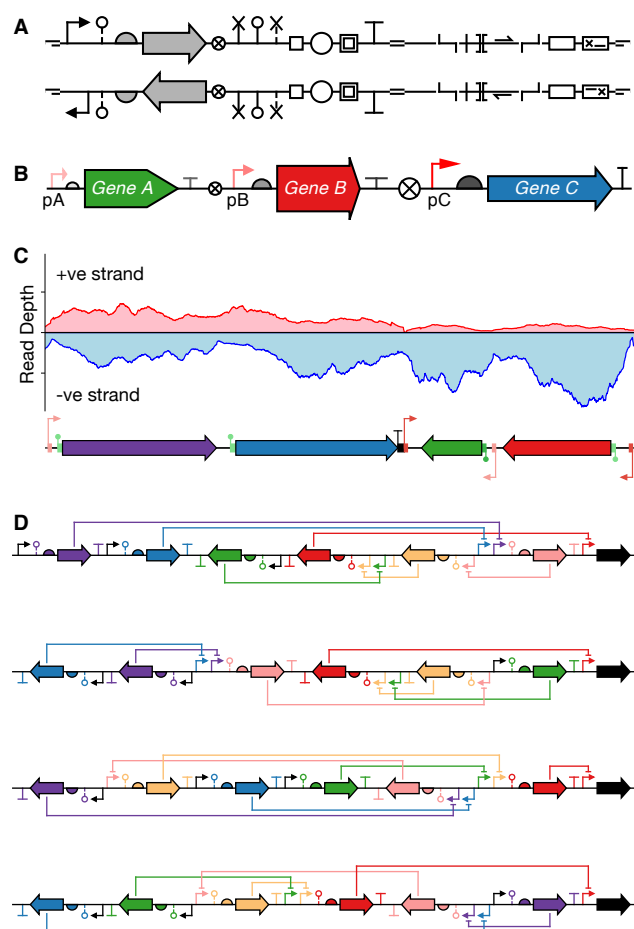 A
B
Gene A
Gene B
Gene C
pA
pB
pC
C
+ve strand
Read Depth
-ve strand
D